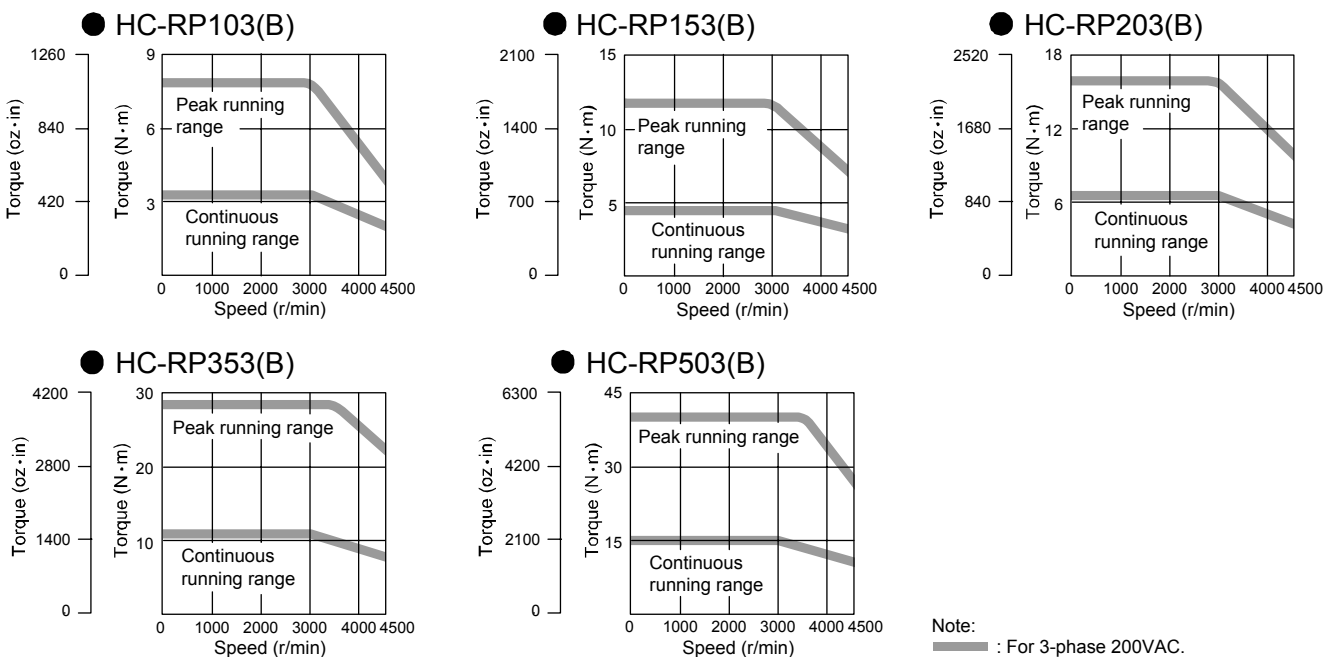 ● HC-RP103(B)
1260
840
420
0
Torque (oz·in)
9
6
3
Torque (N·m)
Peak running
range
Continuous
running range
0 1000 2000 3000 4000 4500
Speed (r/min)
● HC-RP153(B)
2100
1400
700
0
Torque (oz·in)
15
10
5
Torque (N·m)
Peak running
range
Continuous
running range
0 1000 2000 3000 4000 4500
Speed (r/min)
● HC-RP203(B)
2520
1680
840
0
Torque (oz·in)
18
12
6
Torque (N·m)
Peak running
range
Continuous
running range
0 1000 2000 3000 4000 4500
Speed (r/min)
● HC-RP353(B)
4200
2800
1400
0
Torque (oz·in)
30
20
10
Torque (N·m)
Peak running range
Continuous
running range
0 1000 2000 3000 4000 4500
Speed (r/min)
● HC-RP503(B)
6300
4200
2100
0
Torque (oz·in)
45
30
15
Torque (N·m)
Peak running range
Continuous
running range
0 1000 2000 3000 4000 4500
Speed (r/min)
Note:
: For 3-phase 200VAC.